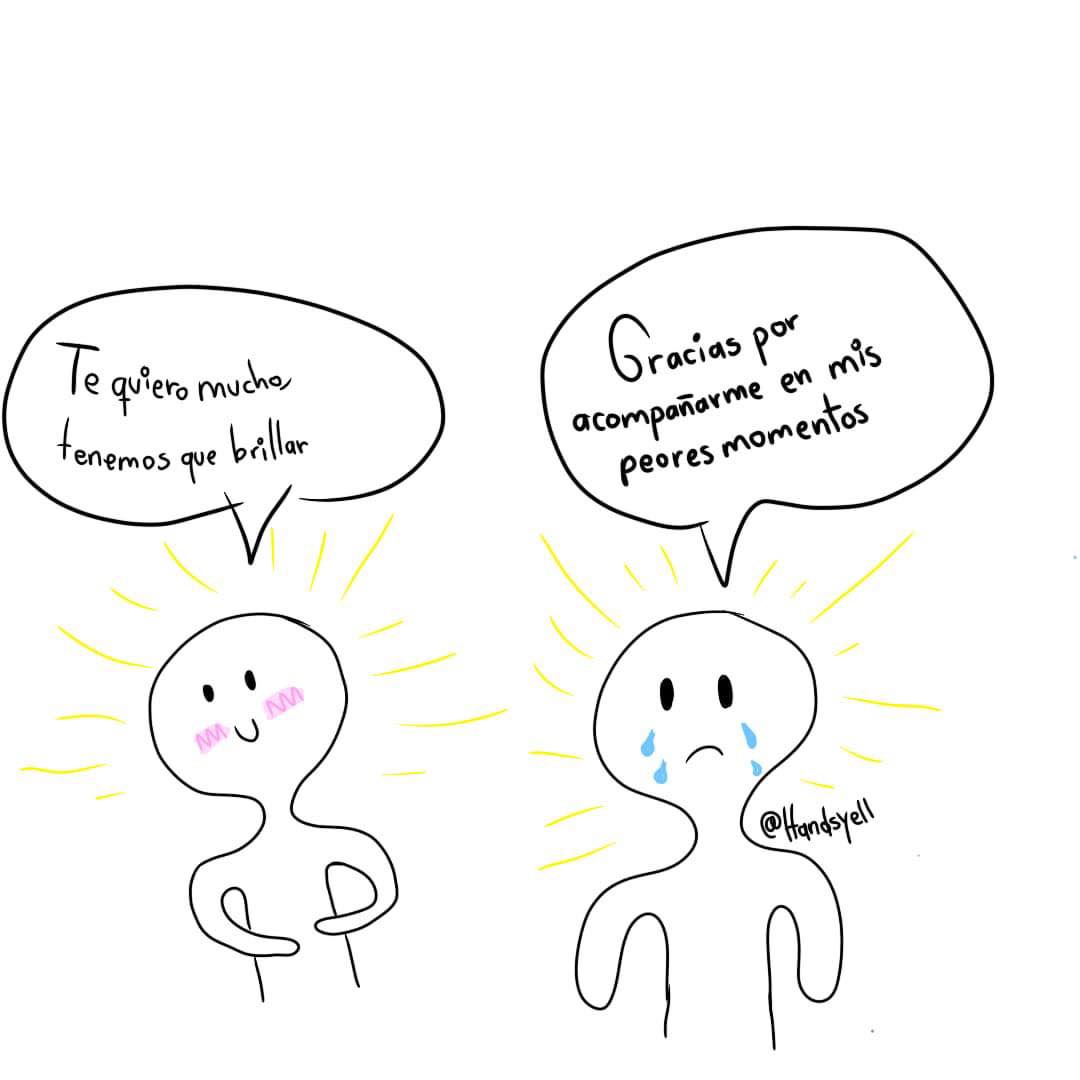 Te quiero mucho,
tenemos que brillar
Gracias por
acompañarme en mis
peores momentos
@Handsyell